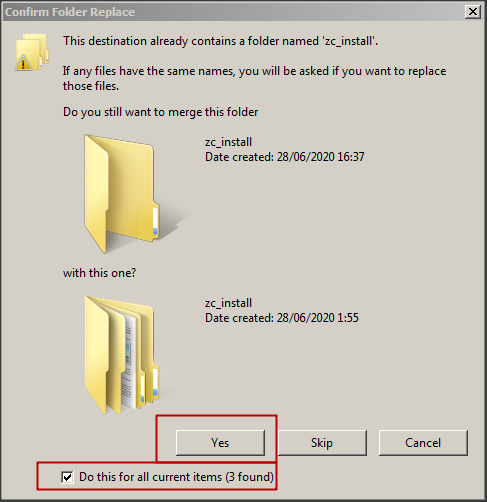 Confirm Folder Replace
This destination already contains a folder named 'zc_install'.
If any files have the same names, you will be asked if you want to replace
those files.
Do you still want to merge this folder
zc_install
Date created: 28/06/2020 16:37
with this one?
zc_install
Date created: 28/06/2020 1:55
Yes
Skip
Cancel
Do this for all current items (3 found)